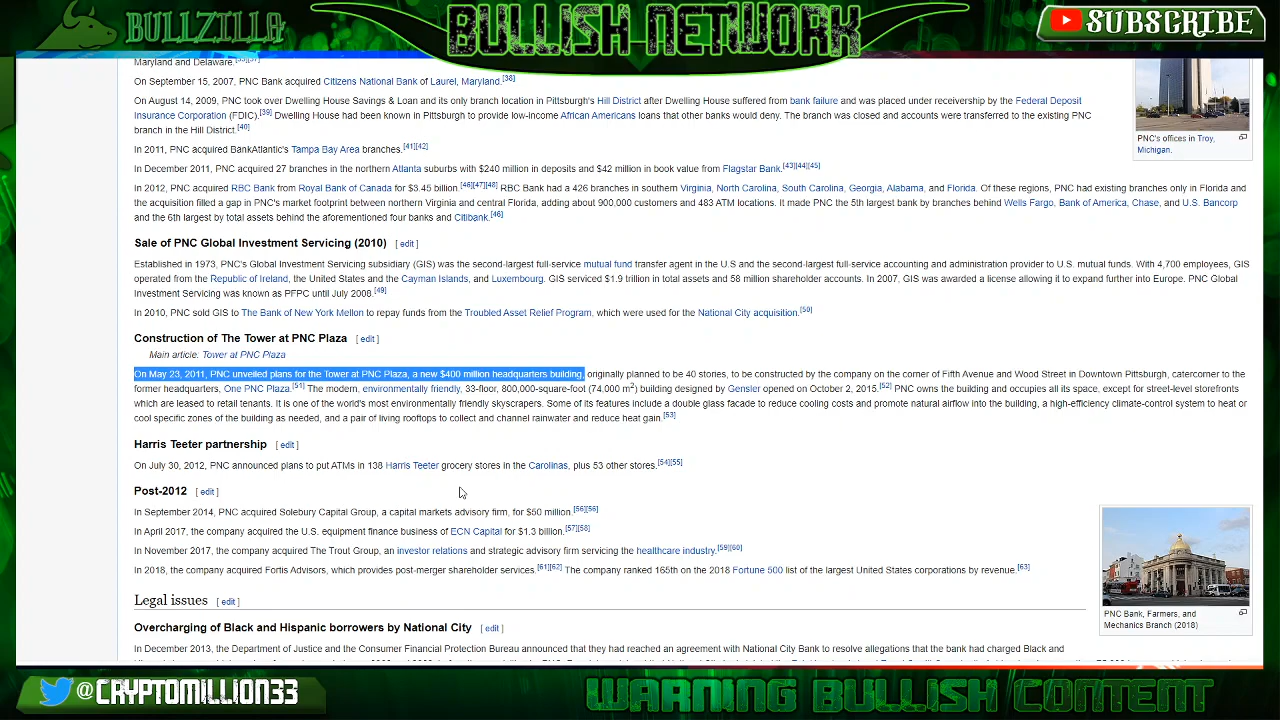 BULLZILLA
BULLISH NETWORK
SUBSCRIBE
Maryland and Delaware.
On September 15, 2007, PNC Bank acquired Citizens National Bank of Laurel, Maryland.[38]
On August 14, 2009, PNC took over Dwelling House Savings & Loan and its only branch location in Pittsburgh's Hill District after Dwelling House suffered from bank failure and was placed under receivership by the Federal Deposit
Insurance Corporation (FDIC).[39] Dwelling House had been known in Pittsburgh to provide low-income African Americans loans that other banks would deny. The branch was closed and accounts were transferred to the existing PNC
branch in the Hill District.[40]
PNC's offices in Troy,
Michigan.
In 2011, PNC acquired BankAtlantic's Tampa Bay Area branches.[41][42]
In December 2011, PNC acquired 27 branches in the northern Atlanta suburbs with $240 million in deposits and $42 million in book value from Flagstar Bank.[43][44][45]
In 2012, PNC acquired RBC Bank from Royal Bank of Canada for $3.45 billion.[46][47][48] RBC Bank had a 426 branches in southern Virginia, North Carolina, South Carolina, Georgia, Alabama, and Florida. Of these regions, PNC had existing branches only in Florida and
the acquisition filled a gap in PNC's market footprint between northern Virginia and central Florida, adding about 900,000 customers and 483 ATM locations. It made PNC the 5th largest bank by branches behind Wells Fargo, Bank of America, Chase, and U.S. Bancorp
and the 6th largest by total assets behind the aforementioned four banks and Citibank.[46]
Sale of PNC Global Investment Servicing (2010) [ edit ]
Established in 1973, PNC's Global Investment Servicing subsidiary (GIS) was the second-largest full-service mutual fund transfer agent in the U.S and the second-largest full-service accounting and administration provider to U.S. mutual funds. With 4,700 employees, GIS
operated from the Republic of Ireland, the United States and the Cayman Islands, and Luxembourg. GIS serviced $1.9 trillion in total assets and 58 million shareholder accounts. In 2007, GIS was awarded a license allowing it to expand further into Europe. PNC Global
Investment Servicing was known as PFPC until July 2008.[49]
In 2010, PNC sold GIS to The Bank of New York Mellon to repay funds from the Troubled Asset Relief Program, which were used for the National City acquisition.[50]
Construction of The Tower at PNC Plaza [ edit ]
Main article: Tower at PNC Plaza
On May 23, 2011, PNC unveiled plans for the Tower at PNC Plaza, a new $400 million headquarters building, originally planned to be 40 stories, to be constructed by the company on the corner of Fifth Avenue and Wood Street in Downtown Pittsburgh, catercorner to the
former headquarters, One PNC Plaza.[51] The modern, environmentally friendly, 33-floor, 800,000-square-foot (74,000 m2) building designed by Gensler opened on October 2, 2015.[52] PNC owns the building and occupies all its space, except for street-level storefronts
which are leased to retail tenants. It is one of the world's most environmentally friendly skyscrapers. Some of its features include a double glass facade to reduce cooling costs and promote natural airflow into the building, a high-efficiency climate-control system to heat or
cool specific zones of the building as needed, and a pair of living rooftops to collect and channel rainwater and reduce heat gain.[53]
Harris Teeter partnership [ edit ]
On July 30, 2012, PNC announced plans to put ATMs in 138 Harris Teeter grocery stores in the Carolinas, plus 53 other stores.[54][55]
Post-2012 [ edit ]
In September 2014, PNC acquired Solebury Capital Group, a capital markets advisory firm, for $50 million.[56][56]
In April 2017, the company acquired the U.S. equipment finance business of ECN Capital for $1.3 billion.[57][58]
In November 2017, the company acquired The Trout Group, an investor relations and strategic advisory firm servicing the healthcare industry.[59][60]
In 2018, the company acquired Fortis Advisors, which provides post-merger shareholder services.[61][62] The company ranked 165th on the 2018 Fortune 500 list of the largest United States corporations by revenue.[63]
PNC Bank, Farmers, and
Mechanics Branch (2018)
Legal issues [ edit ]
Overcharging of Black and Hispanic borrowers by National City [ edit ]
In December 2013, the Department of Justice and the Consumer Financial Protection Bureau announced that they had reached an agreement with National City Bank to resolve allegations that the bank had charged Black and
@CRYPTOMILLION33
WARNING BULLISH CONTENT